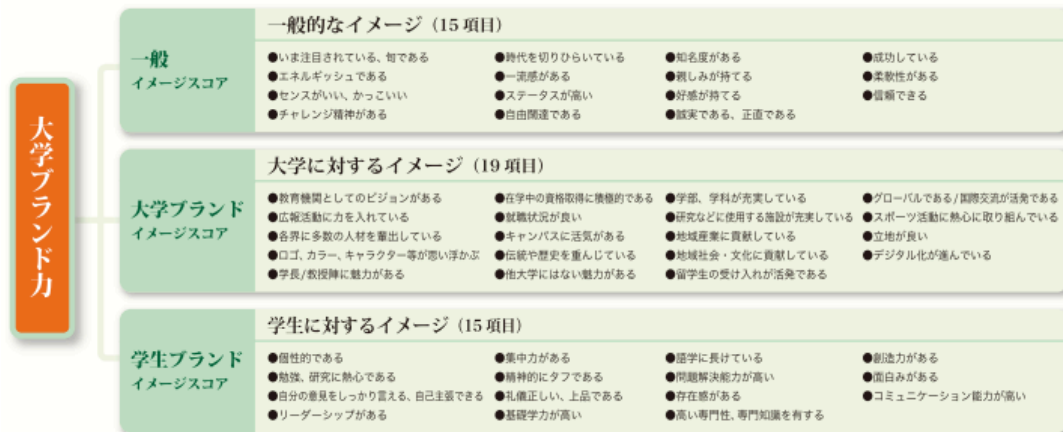 大学ブランド力
一般
イメージスコア
一般的なイメージ（15 項目）
●いま注目されている、旬である
●エネルギッシュである
●センスがいい、かっこいい
●チャレンジ精神がある
●時代を切りひらいている
●一流感がある
●ステータスが高い
●自由闊達である
●知名度がある
●親しみが持てる
●好感が持てる
●誠実である、正直である
●成功している
●柔軟性がある
●信頼できる
大学ブランド
イメージスコア
大学に対するイメージ（19 項目）
●教育機関としてのビジョンがある
●広報活動に力を入れている
●各界に多数の人材を輩出している
●ロゴ、カラー、キャラクター等が思い浮かぶ
●学長/教授陣に魅力がある
●在学中の資格取得に積極的である
●就職状況が良い
●キャンパスに活気がある
●伝統や歴史を重んじている
●他大学にはない魅力がある
●学部、学科が充実している
●研究などに使用する施設が充実している
●地域産業に貢献している
●地域社会・文化に貢献している
●留学生の受け入れが活発である
●グローバルである/国際交流が活発である
●スポーツ活動に熱心に取り組んでいる
●立地が良い
●デジタル化が進んでいる
学生ブランド
イメージスコア
学生に対するイメージ（15 項目）
●個性的である
●勉強、研究に熱心である
●自分の意見をしっかり言える、自己主張できる
●リーダーシップがある
●集中力がある
●精神的にタフである
●礼儀正しい、上品である
●基礎学力が高い
●語学に長けている
●問題解決能力が高い
●存在感がある
●高い専門性、専門知識を有する
●創造力がある
●面白みがある
●コミュニケーション能力が高い